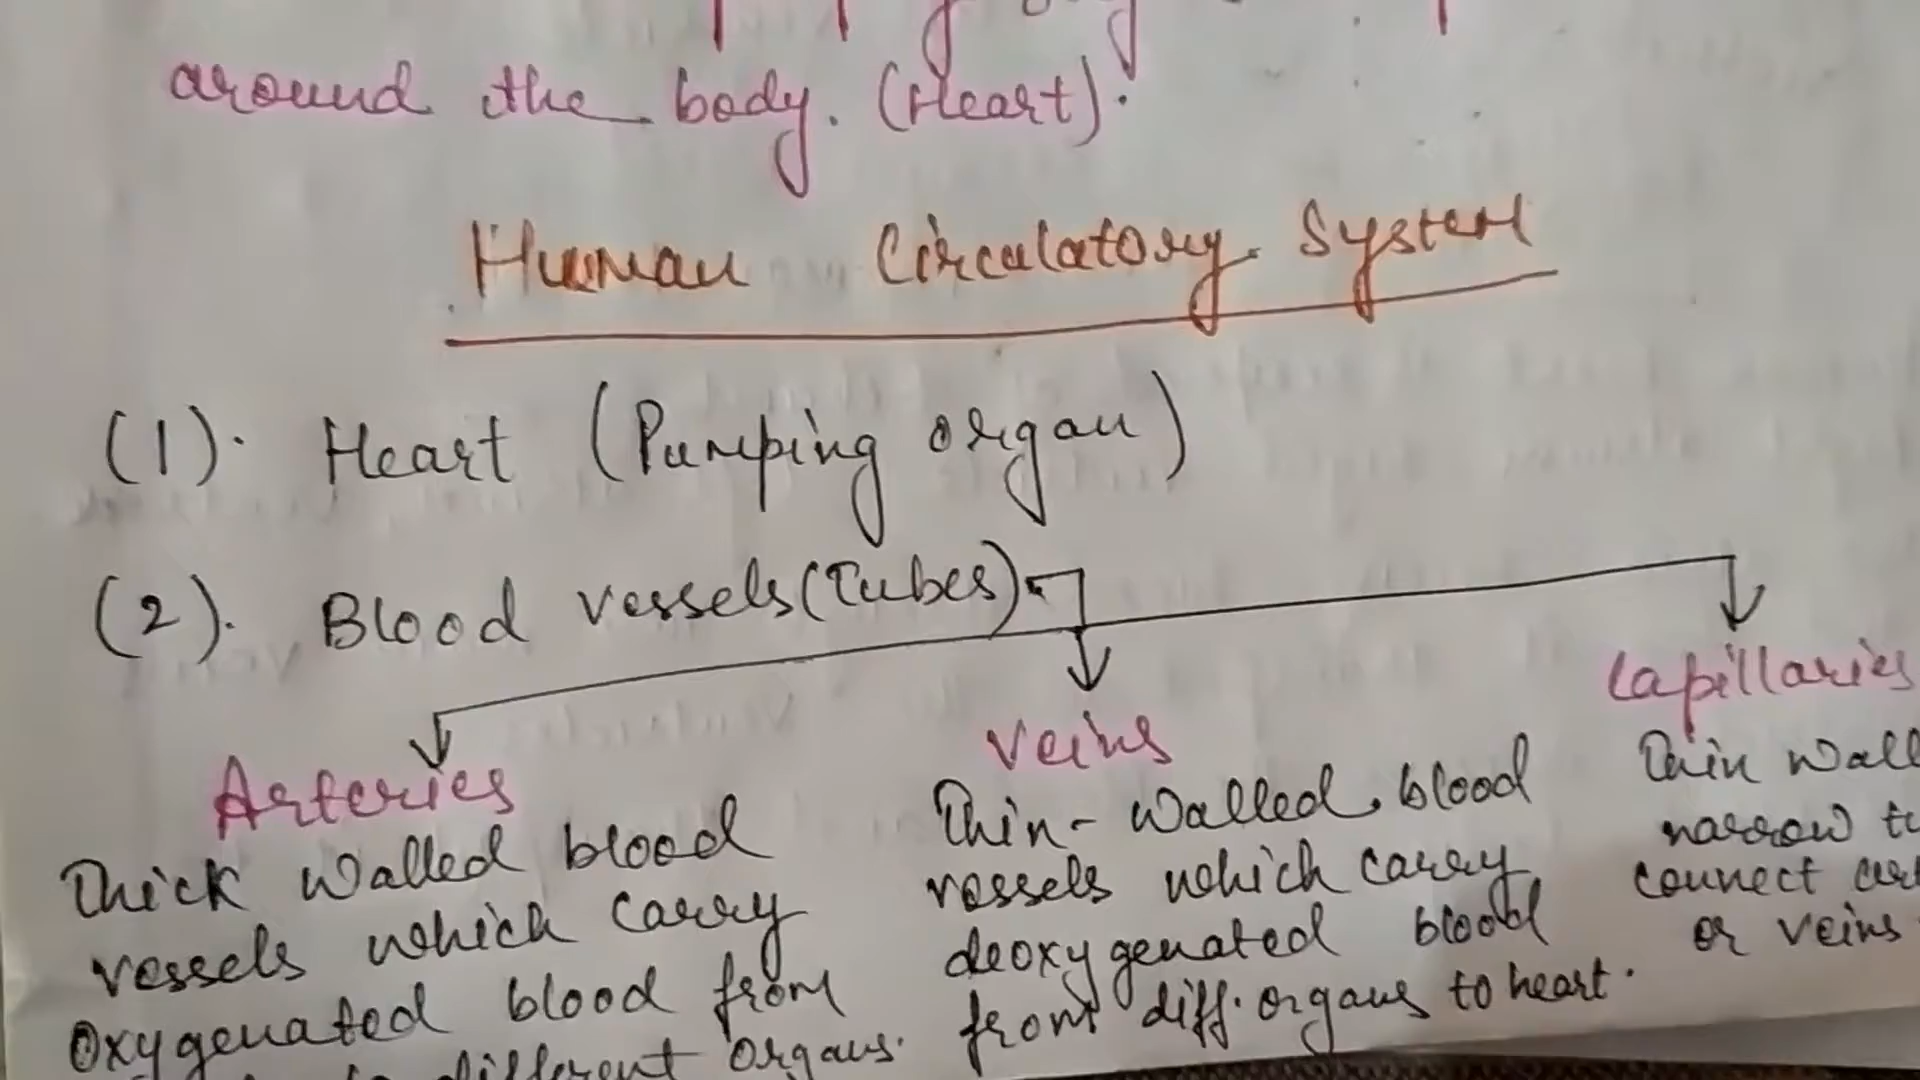 around the body. (Heart).
Human Circulatory System
(1). Heart (Pumping organ)
(2). Blood vessels (Tubes)
Arteries
Thick walled blood
vessels which carry
oxygenated blood from
different organs.
Veins
Thin-walled blood
vessels which carry
deoxygenated blood
from diff. organs to heart.
Capillaries
Thin wall
narrow
connect
or veins